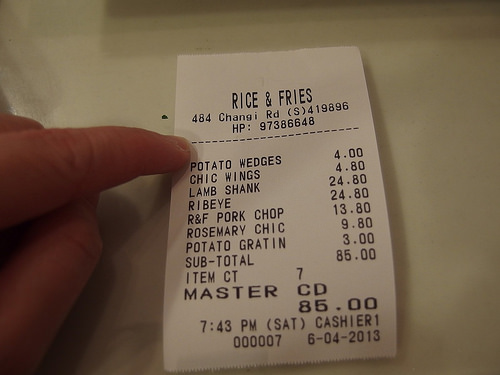 RICE & FRIES
484 Changi Rd (S)419896
HP: 97386648
POTATO WEDGES 4.00
CHIC WINGS 4.80
LAMB SHANK 24.80
RIBEYE 24.80
R&F PORK CHOP 13.80
ROSEMARY CHIC 9.80
POTATO GRATIN 3.00
SUB-TOTAL 85.00
ITEM CT 7
MASTER CD
85.00
7:43 PM (SAT) CASHIER1
000007 6-04-2013